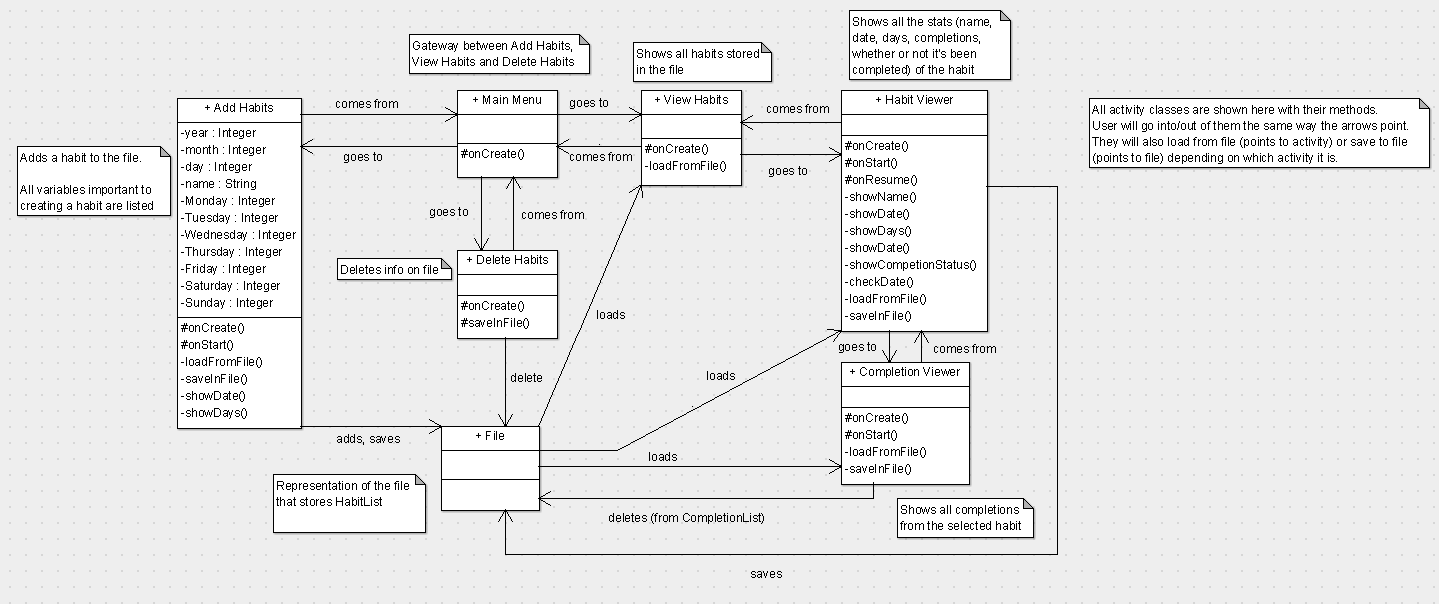 Shows all the stats (name,
date, days, completions,
whether or not it's been
completed) of the habit
Gateway between Add Habits,
View Habits and Delete Habits
Shows all habits stored
in the file
All activity classes are shown here with their methods.
User will go into/out of them the same way the arrows point.
They will also load from file (points to activity) or save to file
(points to file) depending on which activity it is.
Adds a habit to the file.
All variables important to
creating a habit are listed
+ Add Habits
-year : Integer
-month : Integer
-day : Integer
-name : String
-Monday : Integer
-Tuesday : Integer
-Wednesday : Integer
-Thursday : Integer
-Friday : Integer
-Saturday : Integer
-Sunday : Integer
#onCreate()
#onStart()
-loadFromFile()
-saveInFile()
-showDate()
-showDays()
comes from
goes to
+ Main Menu
#onCreate()
goes to
comes from
+ View Habits
#onCreate()
-loadFromFile()
comes from
goes to
+ Habit Viewer
#onCreate()
#onStart()
#onResume()
-showName()
-showDate()
-showDays()
-showDate()
-showCompetionStatus()
-checkDate()
-loadFromFile()
-saveInFile()
goes to
comes from
Deletes info on file
+ Delete Habits
#onCreate()
#saveInFile()
loads
delete
loads
goes to
comes from
+ Completion Viewer
#onCreate()
#onStart()
-loadFromFile()
-saveInFile()
adds, saves
+ File
loads
Representation of the file
that stores HabitList
deletes (from CompletionList)
Shows all completions
from the selected habit
saves